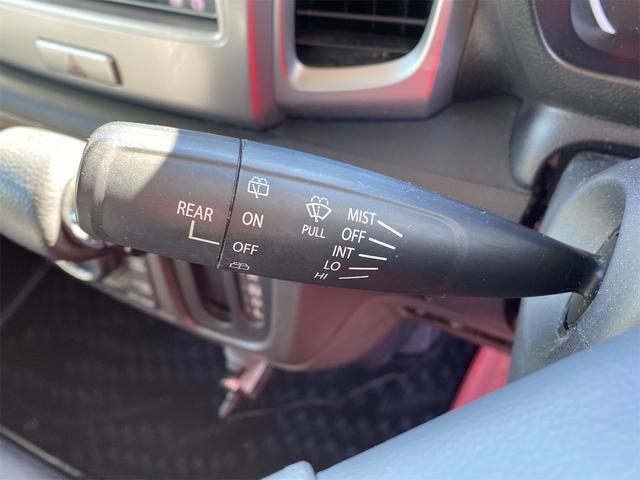 REAR
ON
OFF
PULL
MIST
OFF
INT
LO
HI